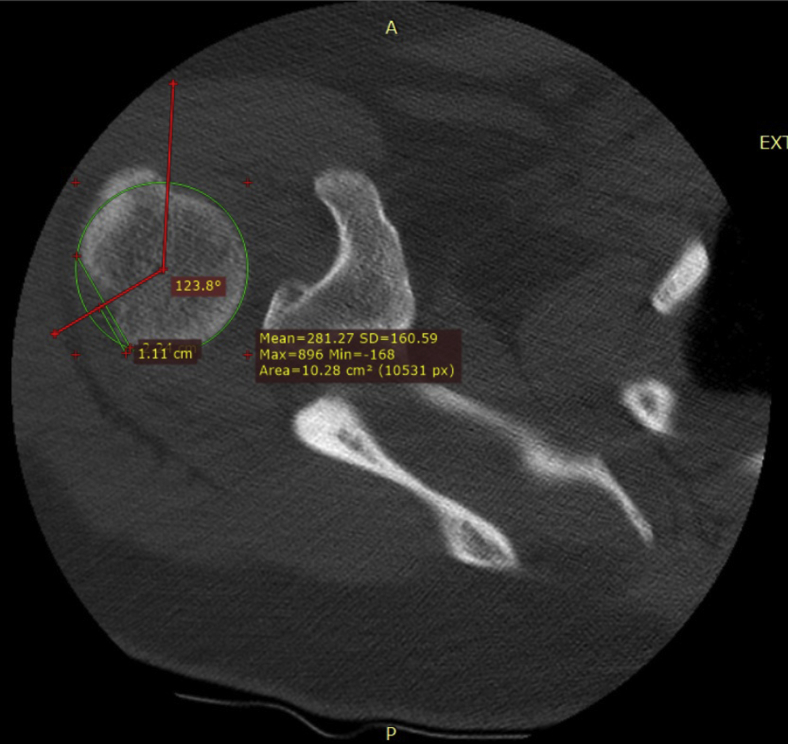 A
EXT
123.8°
1.11 cm
Mean=281.27 SD=160.59
Max=896 Min=-168
Area=10.28 cm² (10531 px)
P